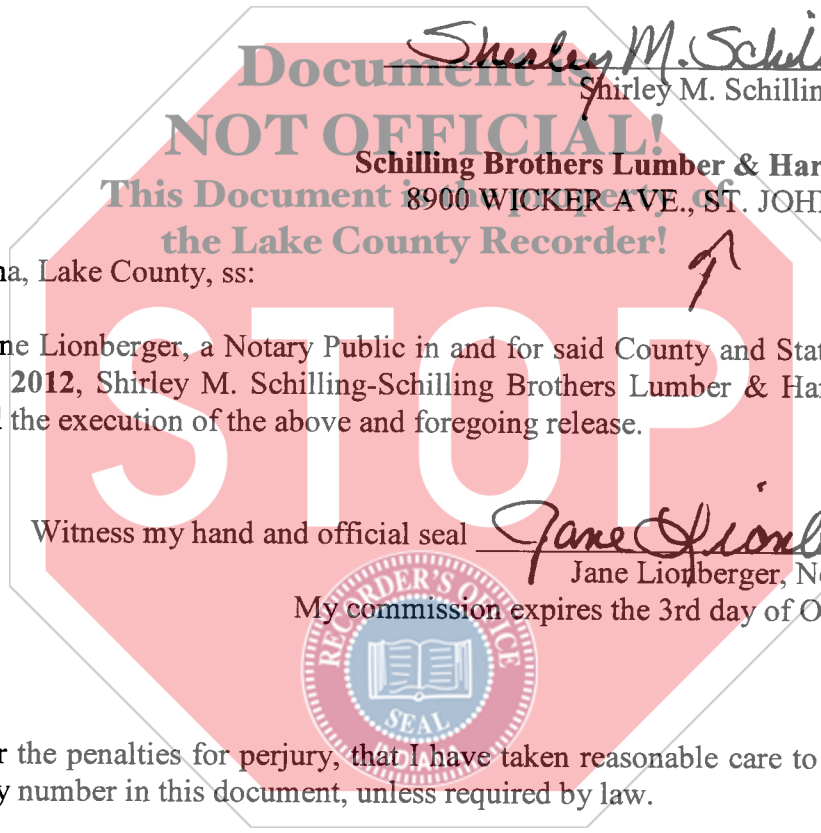 Shirley M. Schil
Document is
Shirley M. Schillin
NOT OFFICIAL!
Schilling Brothers Lumber & Har
This Document is the property of
8900 WICKER AVE., ST. JOH
the Lake County Recorder!
na, Lake County, ss:
STOP
ne Lionberger, a Notary Public in and for said County and Stat
2012, Shirley M. Schilling-Schilling Brothers Lumber & Har
the execution of the above and foregoing release.
Witness my hand and official seal Jane Lionb
Jane Lionberger, N
My commission expires the 3rd day of O
RECORDER'S OFFICE
SEAL
INDIANA
r the penalties for perjury, that I have taken reasonable care to
y number in this document, unless required by law.